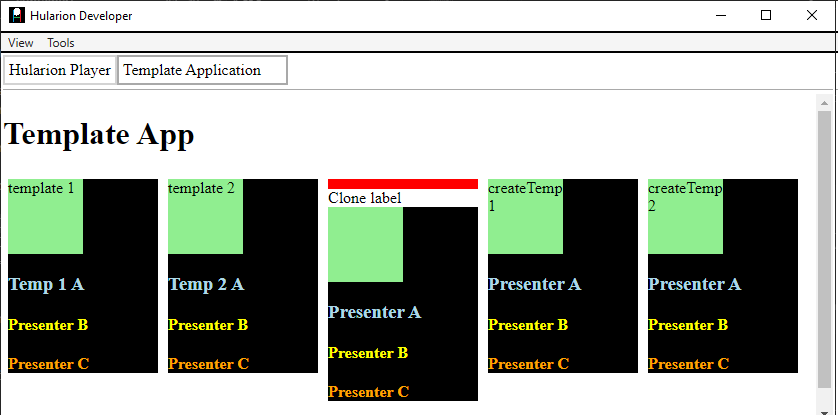 Hularion Developer
View Tools
Hularion Player Template Application
Template App
template 1
Temp 1 A
Presenter B
Presenter C
template 2
Temp 2 A
Presenter B
Presenter C
Clone label
Presenter A
Presenter B
Presenter C
createTemp
1
Presenter A
Presenter B
Presenter C
createTemp
2
Presenter A
Presenter B
Presenter C